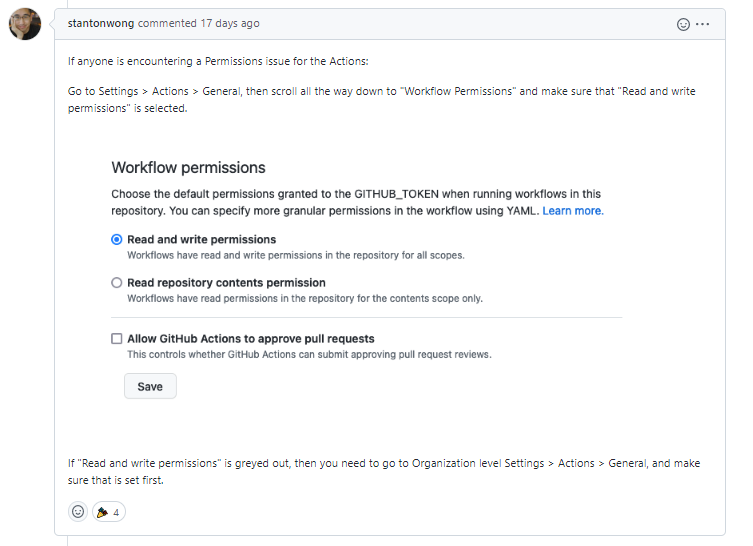 stantonwong commented 17 days ago
If anyone is encountering a Permissions issue for the Actions:
Go to Settings > Actions > General, then scroll all the way down to "Workflow Permissions" and make sure that "Read and write
permissions" is selected.
Workflow permissions
Choose the default permissions granted to the GITHUB_TOKEN when running workflows in this
repository. You can specify more granular permissions in the workflow using YAML. Learn more.
Read and write permissions
Workflows have read and write permissions in the repository for all scopes.
Read repository contents permission
Workflows have read permissions in the repository for the contents scope only.
Allow GitHub Actions to approve pull requests
This controls whether GitHub Actions can submit approving pull request reviews.
Save
If "Read and write permissions" is greyed out, then you need to go to Organization level Settings > Actions > General, and make
sure that is set first.
4